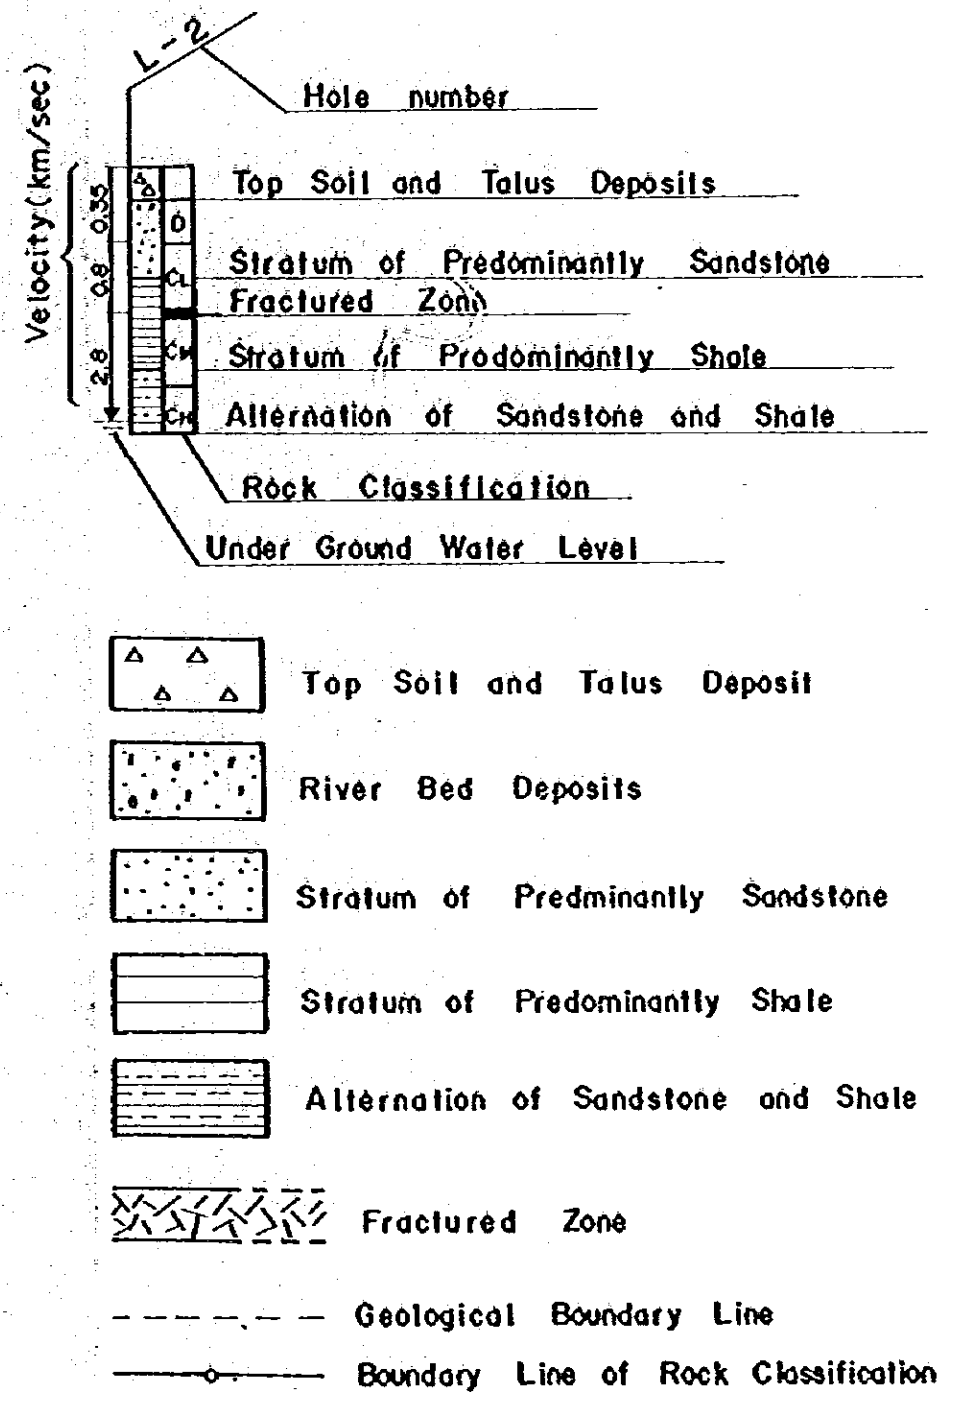 L-2
Hole number
Velocity(km/sec)
0.35
0.8
2.8
D
CL
CM
CH
Top Soil and Talus Deposits
Stratum of Predominantly Sandstone
Fractured Zone
Stratum of Prodominantly Shale
Alternation of Sandstone and Shale
Rock Classification
Under Ground Water Level
Top Soil and Talus Deposit
River Bed Deposits
Stratum of Predminantly Sandstone
Stratum of Predominantly Shale
Alternation of Sandstone and Shale
Fractured Zone
Geological Boundary Line
Boundary Line of Rock Classification